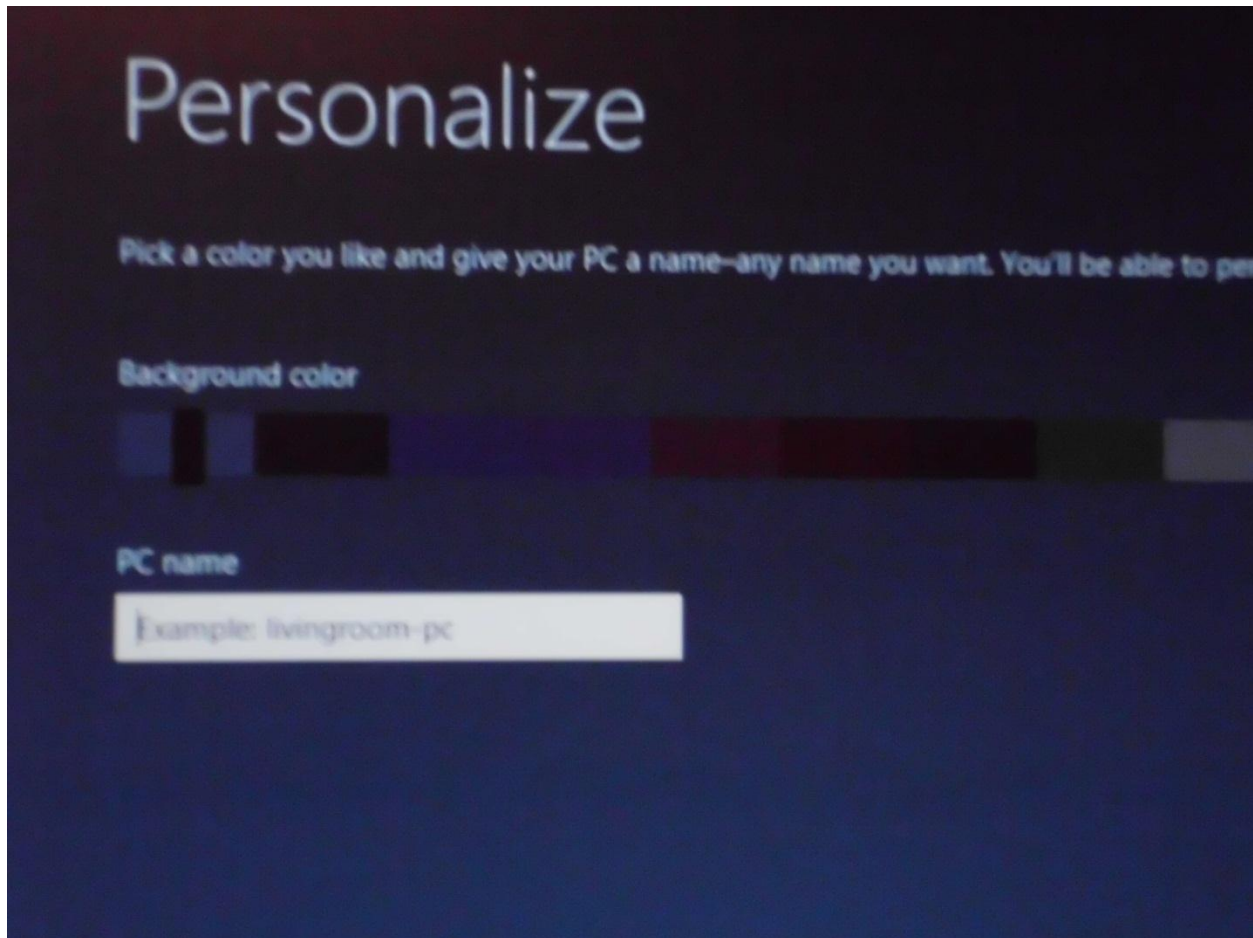 Personalize
Pick a color you like and give your PC a name–any name you want. You'll be able to per
Background color
PC name
Example: livingroom-pc